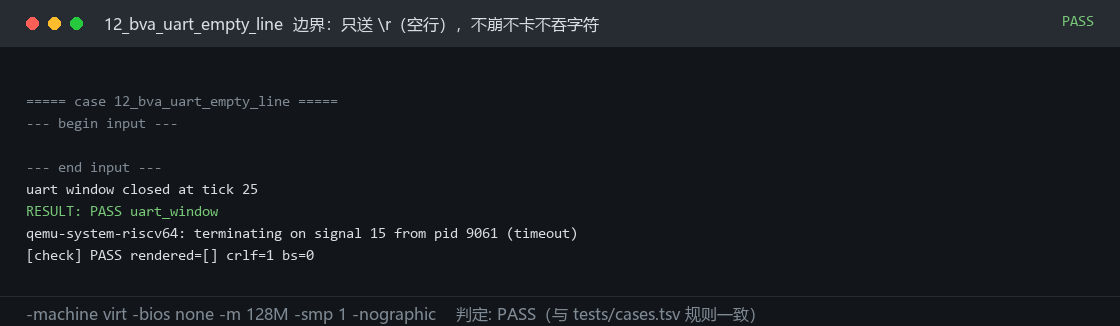 12_bva_uart_empty_line 边界：只送 \r（空行），不崩不卡不吞字符
PASS
===== case 12_bva_uart_empty_line =====
--- begin input ---
--- end input ---
uart window closed at tick 25
RESULT: PASS uart_window
qemu-system-riscv64: terminating on signal 15 from pid 9061 (timeout)
[check] PASS rendered=[] crlf=1 bs=0
-machine virt -bios none -m 128M -smp 1 -nographic 判定: PASS（与 tests/cases.tsv 规则一致）